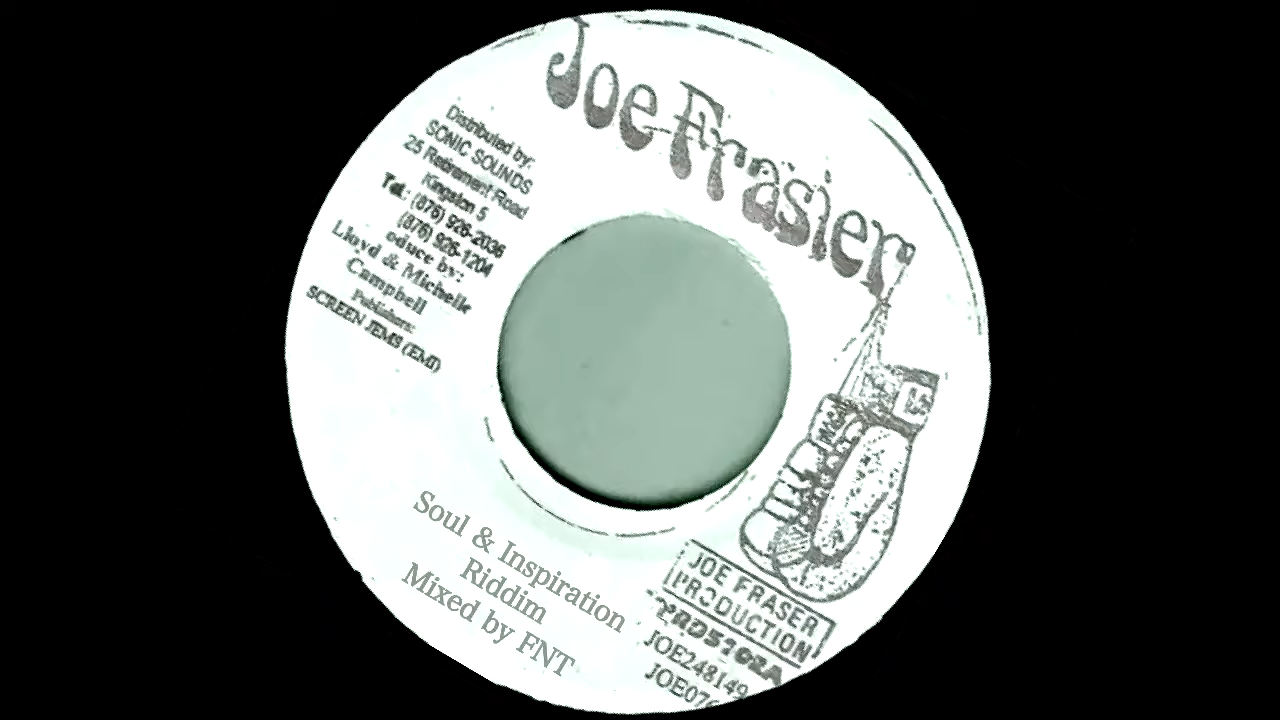 Joe Frasier
Distributed by:
SONIC SOUNDS
25 Retirement Road
Kingston 5
Tel.: (876) 926-2036
(876) 926-1204
oduce by:
Lloyd & Michelle
Campbell
Publishers:
SCREEN JEMS (EMI)
Soul & Inspiration
Riddim
Mixed by FNT
JOE FRASER
PRODUCTION
JOE248149